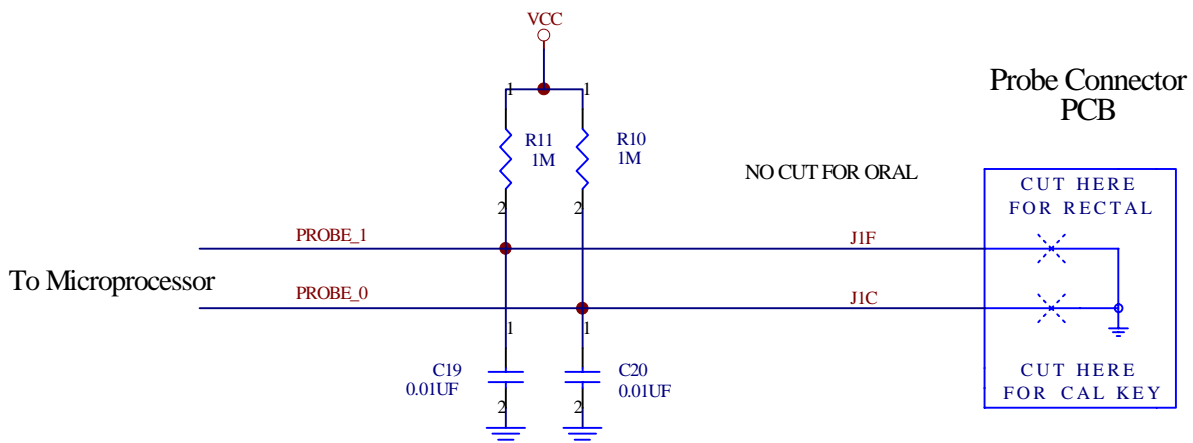 VCC
Probe Connector
PCB
1
1
R11
1M
R10
1M
NO CUT FOR ORAL
CUT HERE
FOR RECTAL
2
2
PROBE_1
J1F
To Microprocessor
PROBE_0
J1C
1
1
C19
0.01UF
C20
0.01UF
CUT HERE
FOR CAL KEY
2
2